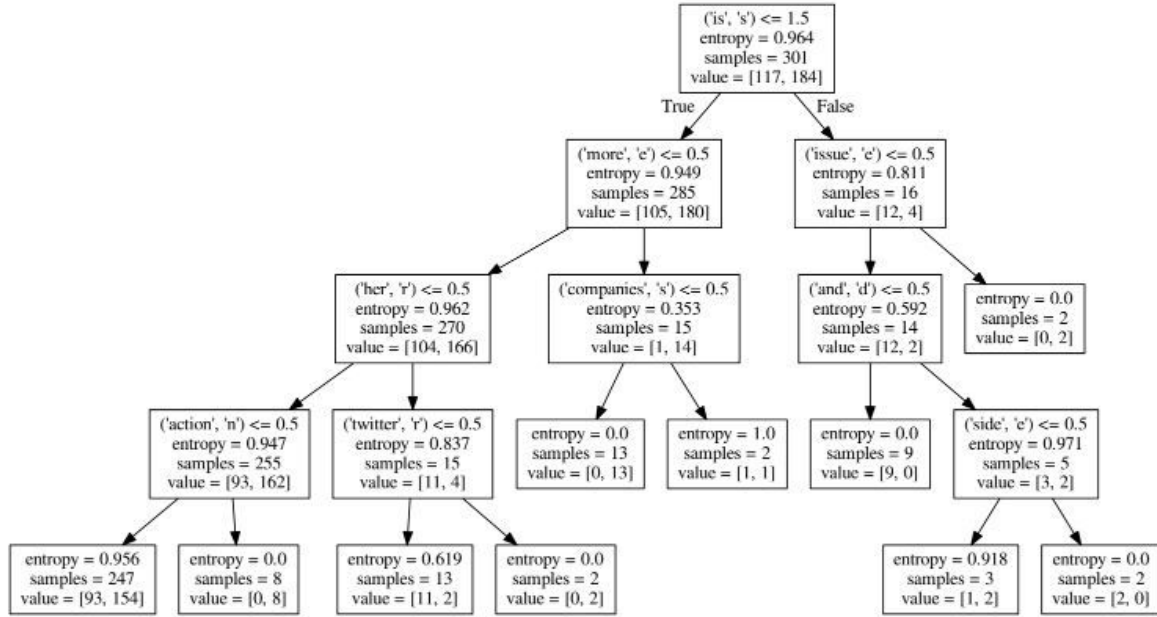 ('is', 's') <= 1.5
entropy = 0.964
samples = 301
value = [117, 184]
True
False
('more', 'e') <= 0.5
entropy = 0.949
samples = 285
value = [105, 180]
('issue', 'e') <= 0.5
entropy = 0.811
samples = 16
value = [12, 4]
('her', 'r') <= 0.5
entropy = 0.962
samples = 270
value = [104, 166]
('companies', 's') <= 0.5
entropy = 0.353
samples = 15
value = [1, 14]
('and', 'd') <= 0.5
entropy = 0.592
samples = 14
value = [12, 2]
entropy = 0.0
samples = 2
value = [0, 2]
('action', 'n') <= 0.5
entropy = 0.947
samples = 255
value = [93, 162]
('twitter', 'r') <= 0.5
entropy = 0.837
samples = 15
value = [11, 4]
entropy = 0.0
samples = 13
value = [0, 13]
entropy = 1.0
samples = 2
value = [1, 1]
entropy = 0.0
samples = 9
value = [9, 0]
('side', 'e') <= 0.5
entropy = 0.971
samples = 5
value = [3, 2]
entropy = 0.956
samples = 247
value = [93, 154]
entropy = 0.0
samples = 8
value = [0, 8]
entropy = 0.619
samples = 13
value = [11, 2]
entropy = 0.0
samples = 2
value = [0, 2]
entropy = 0.918
samples = 3
value = [1, 2]
entropy = 0.0
samples = 2
value = [2, 0]